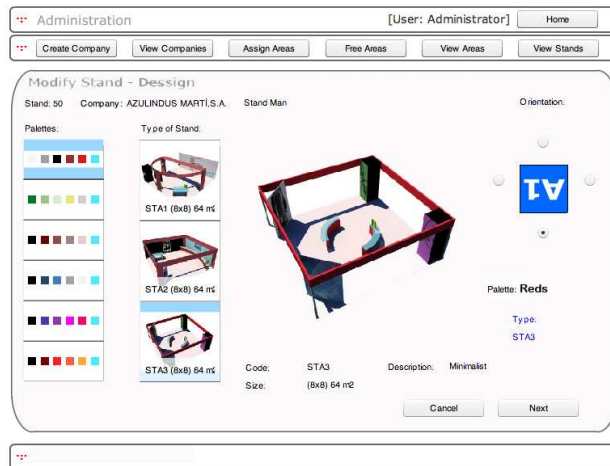 Administration [User: Administrator] Home
Create Company View Companies Assign Areas Free Areas View Areas View Stands
Modify Stand - Dessign
Stand: 50 Company: AZULINDUS MARTÍ,S.A. Stand Man Orientation:
Palettes: Type of Stand:
A1
STA1 (8x8) 64 m2
STA2 (8x8) 64 m2
Palette: Reds
Type:
STA3
STA3 (8x8) 64 m2
Code: STA3 Description: Minimalist
Size: (8x8) 64 m2
Cancel Next